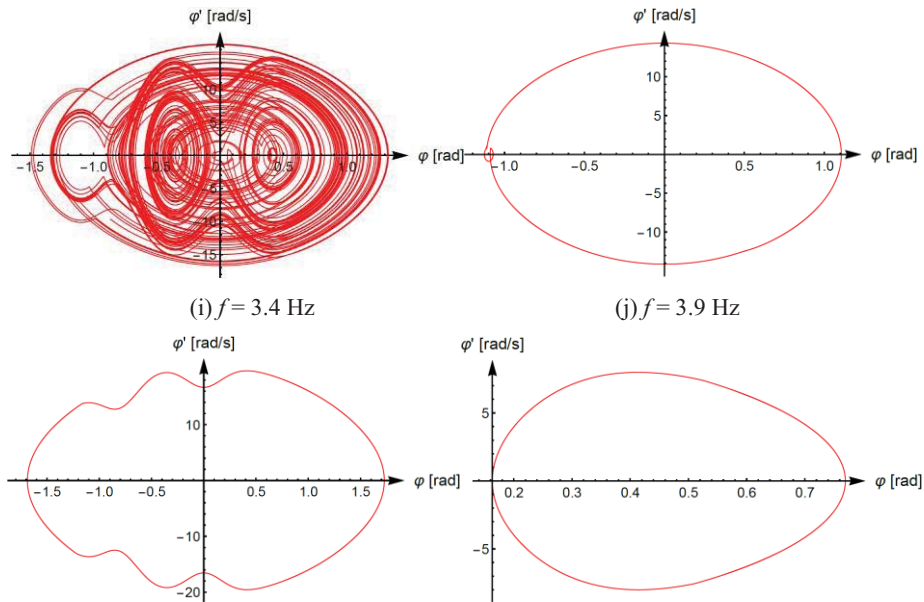 φ' [rad/s]
10
5
-1.5 -1.0 -0.5 0.5 1.0
φ [rad]
-5
-10
-15
(i) f = 3.4 Hz
φ' [rad/s]
10
5
-1.0 -0.5 0.5 1.0
φ [rad]
-5
-10
(j) f = 3.9 Hz
φ' [rad/s]
10
-1.5 -1.0 -0.5 0.5 1.0 1.5
φ [rad]
-10
-20
φ' [rad/s]
5
0.2 0.3 0.4 0.5 0.6 0.7
φ [rad]
-5